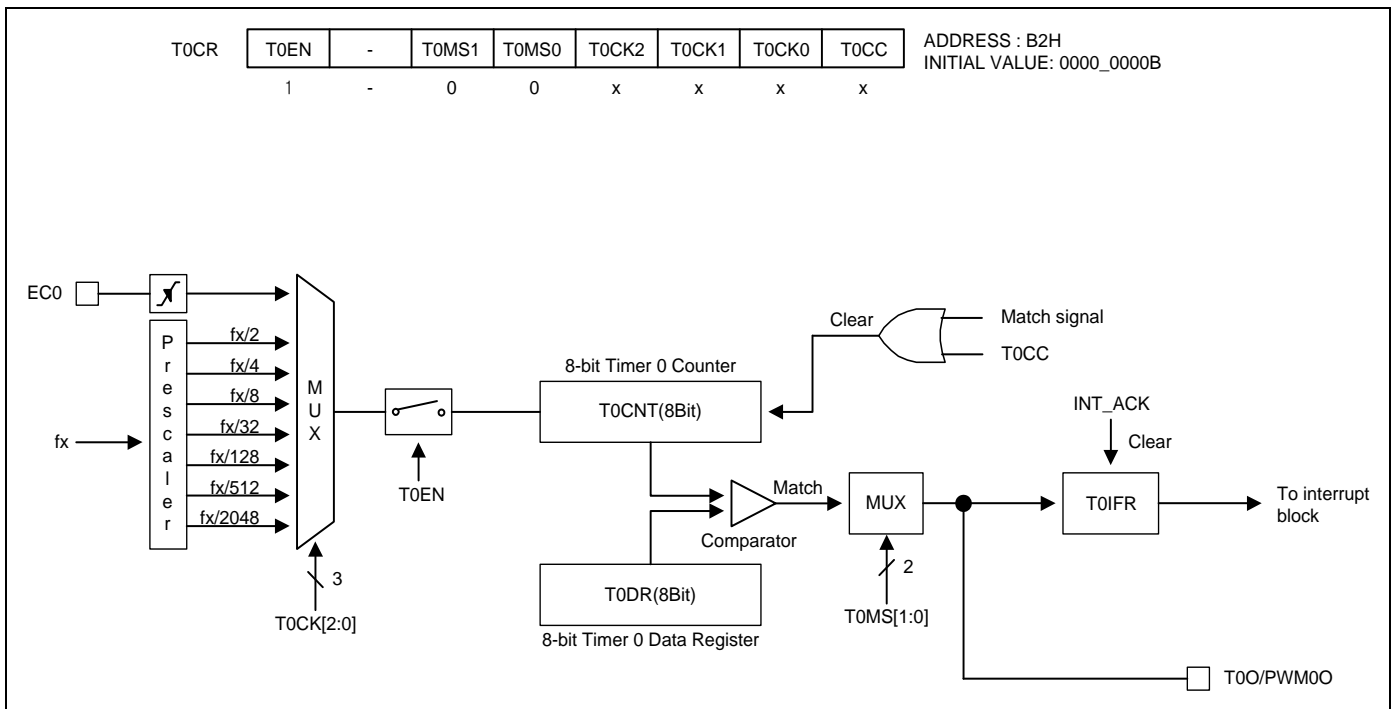 T0CR T0EN - T0MS1 T0MS0 T0CK2 T0CK1 T0CK0 T0CC
ADDRESS : B2H
INITIAL VALUE: 0000_0000B
1 - 0 0 x x x x
EC0
Prescaler
fx
fx/2
fx/4
fx/8
fx/32
fx/128
fx/512
fx/2048
MUX
3
T0CK[2:0]
T0EN
Clear
Match signal
T0CC
8-bit Timer 0 Counter
T0CNT(8Bit)
Match
Comparator
T0DR(8Bit)
8-bit Timer 0 Data Register
MUX
2
T0MS[1:0]
INT_ACK
Clear
T0IFR
To interrupt
block
T0O/PWM0O